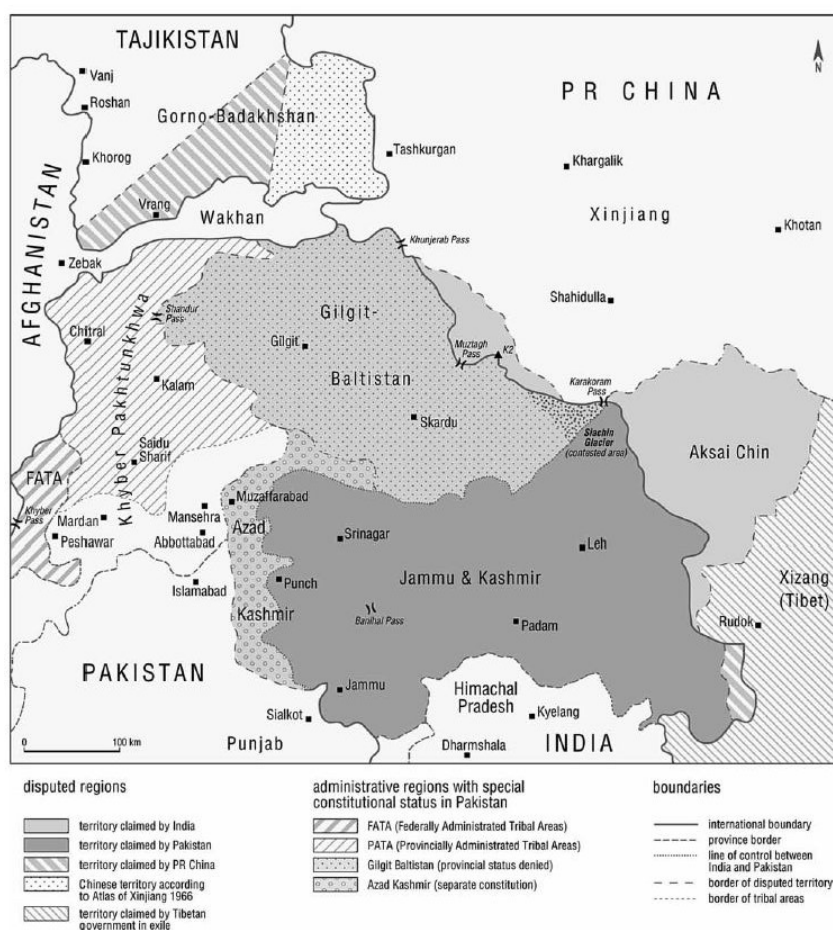 TAJIKISTAN
Vanj
Roshan
Gorno-Badakhshan
Khorog
Vrang
Wakhan
Tashkurgan
PR CHINA
N
Khargalik
Xinjiang
Khotan
AFGHANISTAN
Zebak
Khunjerab Pass
Shahidulla
Shandur
Pass
Chitral
Gilgit-
Gilgit
Baltistan
Muztagh
Pass
K2
Kalam
Khyber Pakhtunkhwa
Skardu
Karakoram
Pass
Siachin
Glacier
(contested area)
Aksai Chin
Saidu
Sharif
FATA
Khyber
Pass
Mardan
Peshawar
Mansehra
Abbottabad
Muzaffarabad
Azad
Kashmir
Srinagar
Leh
Jammu & Kashmir
Xizang
(Tibet)
Islamabad
Punch
Banihal Pass
Padam
Rudok
PAKISTAN
Jammu
Himachal
Pradesh
Sialkot
Kyelang
0
100 km
Punjab
Dharmshala
INDIA
disputed regions
territory claimed by India
territory claimed by Pakistan
territory claimed by PR China
Chinese territory according
to Atlas of Xinjiang 1966
territory claimed by Tibetan
government in exile
administrative regions with special
constitutional status in Pakistan
FATA (Federally Administrated Tribal Areas)
PATA (Provincially Administrated Tribal Areas)
Gilgit Baltistan (provincial status denied)
Azad Kashmir (separate constitution)
boundaries
international boundary
province border
line of control between
India and Pakistan
border of disputed territory
border of tribal areas